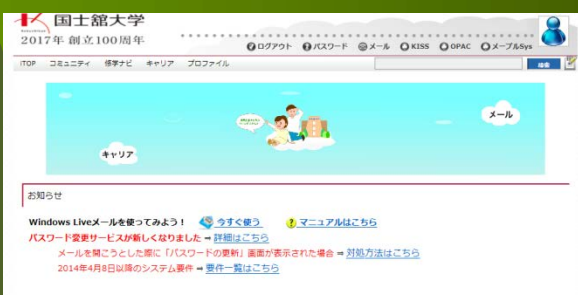 国士舘大学
2017年 創立100周年
ログアウト パスワード メール KISS OPAC メープルSys
iTOP コミュニティ 修学ナビ キャリア プロファイル 検索
メール
キャリア
お知らせ
Windows Liveメールを使ってみよう! 今すぐ使う マニュアルはこちら
パスワード変更サービスが新しくなりました ⇒ 詳細はこちら
メールを開こうとした際に「パスワードの更新」画面が表示された場合 ⇒ 対処方法はこちら
2014年4月8日以降のシステム要件 ⇒ 要件一覧はこちら